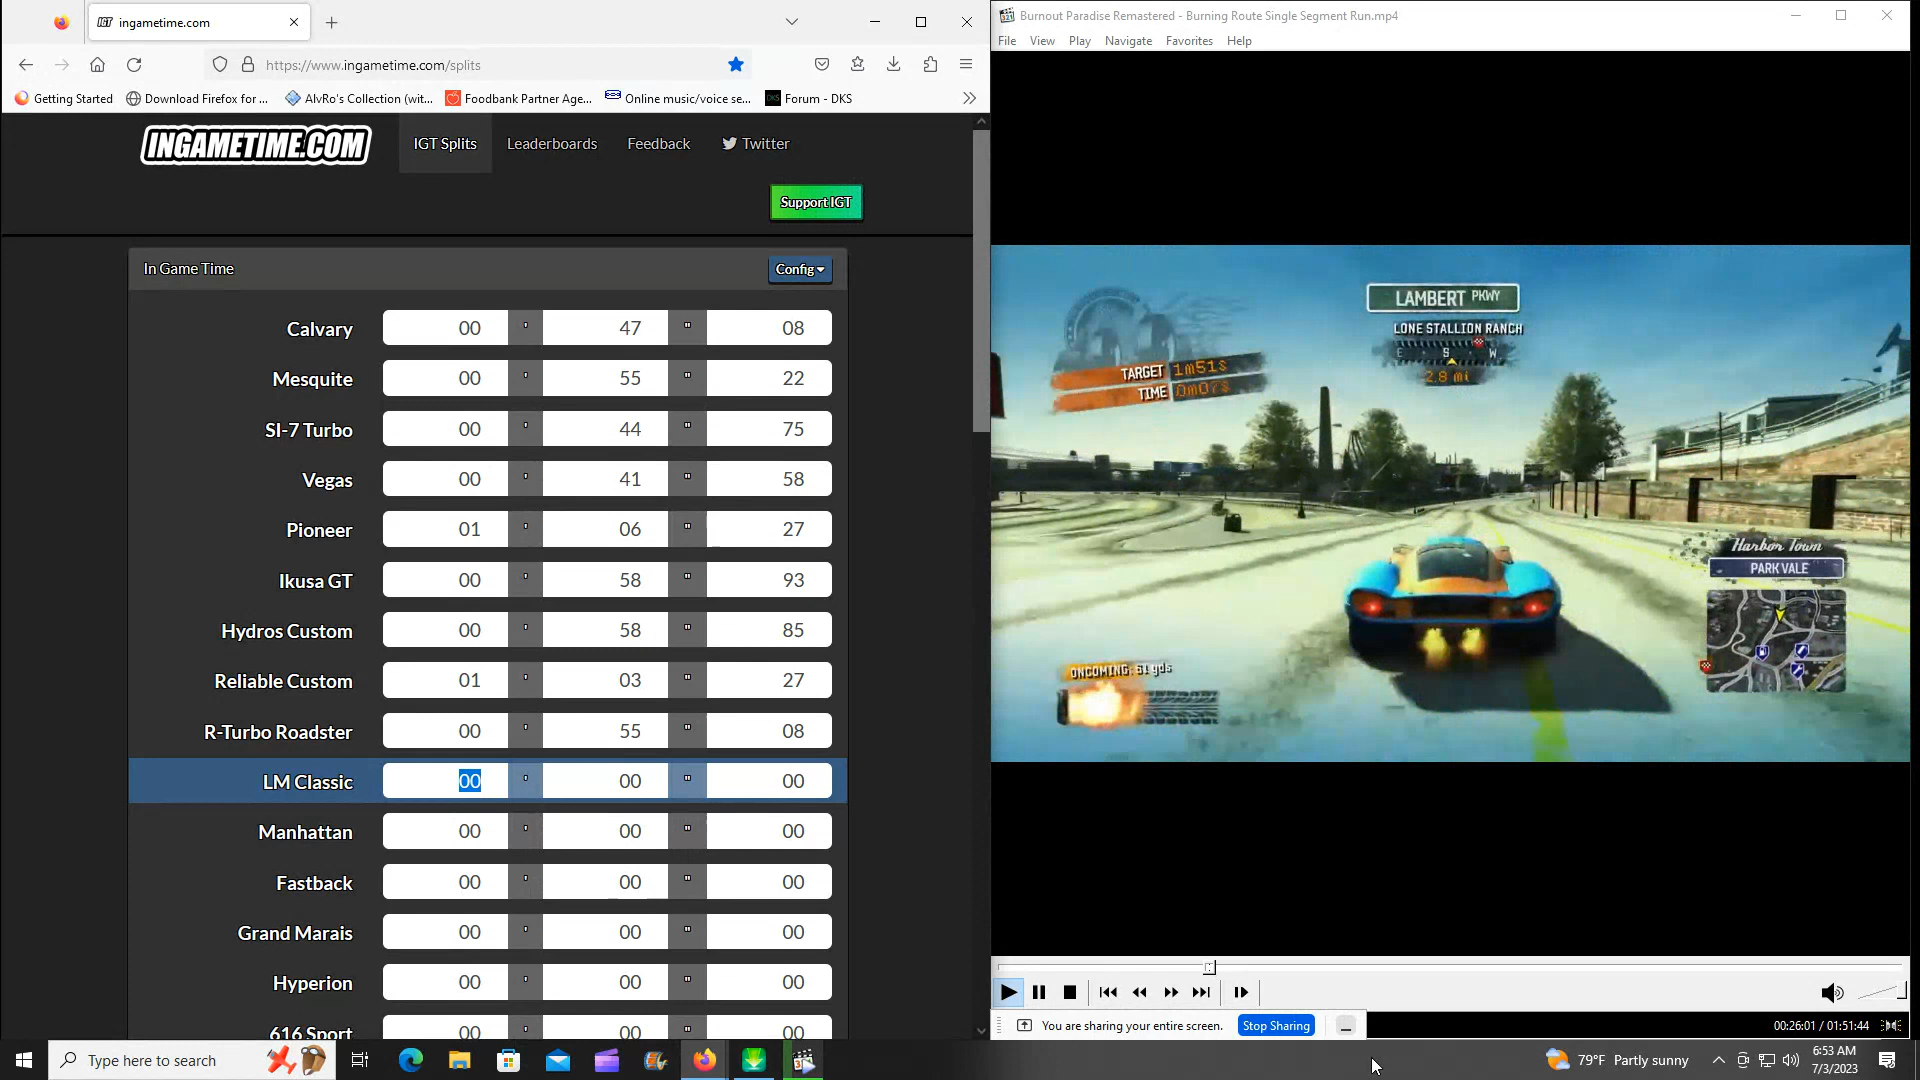 ingametime.com
Burnout Paradise Remastered - Burning Route Single Segment Run.mp4
File View Play Navigate Favorites Help
https://www.ingametime.com/splits
Getting Started
Download Firefox for ...
AlvRo's Collection (wit...
Foodbank Partner Age...
Online music/voice se...
Forum - DKS
INGAMETIME.COM
IGT Splits
Leaderboards
Feedback
Twitter
Support IGT
In Game Time
Config
Calvary 00 ' 47 " 08
Mesquite 00 ' 55 " 22
SI-7 Turbo 00 ' 44 " 75
Vegas 00 ' 41 " 58
Pioneer 01 ' 06 " 27
Ikusa GT 00 ' 58 " 93
Hydros Custom 00 ' 58 " 85
Reliable Custom 01 ' 03 " 27
R-Turbo Roadster 00 ' 55 " 08
LM Classic 00 ' 00 " 00
Manhattan 00 ' 00 " 00
Fastback 00 ' 00 " 00
Grand Marais 00 ' 00 " 00
Hyperion 00 ' 00 " 00
616 Sport 00 ' 00 " 00
LAMBERT PKWY
LONE STALLION RANCH
E S W
2.8 mi
TARGET 1m51s
TIME 0m07s
Harbor Town
PARK VALE
ONCOMING: 61 yds
You are sharing your entire screen.
Stop Sharing
00:26:01 / 01:51:44
Type here to search
79°F Partly sunny
6:53 AM
7/3/2023